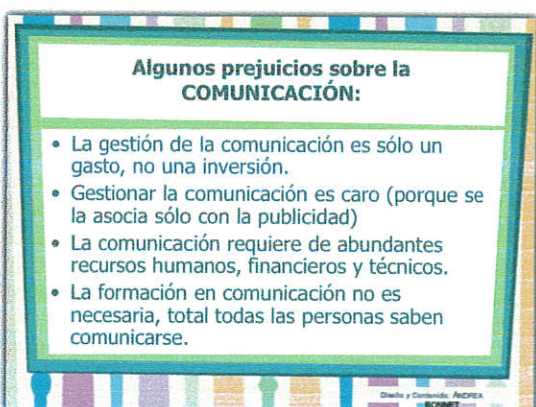 Algunos prejuicios sobre la
COMUNICACIÓN:
• La gestión de la comunicación es sólo un
gasto, no una inversión.
• Gestionar la comunicación es caro (porque se
la asocia sólo con la publicidad)
• La comunicación requiere de abundantes
recursos humanos, financieros y técnicos.
• La formación en comunicación no es
necesaria, total todas las personas saben
comunicarse.
Diseño y Contenido: ANDREA
BONNET